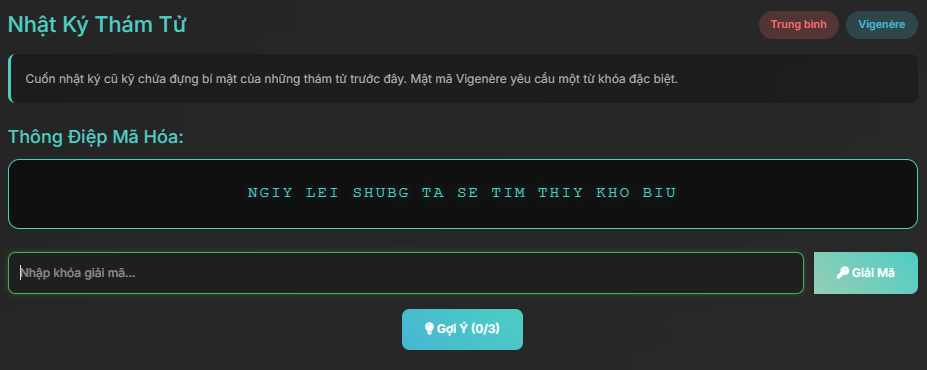 Nhật Ký Thám Tử
Trung bình
Vigenère
Cuốn nhật ký cũ kỹ chứa đựng bí mật của những thám tử trước đây. Mật mã Vigenère yêu cầu một từ khóa đặc biệt.
Thông Điệp Mã Hóa:
NGIY LEI SHUBG TA SE TIM THIY KHO BIU
Nhập khóa giải mã...
Giải Mã
Gợi Ý (0/3)